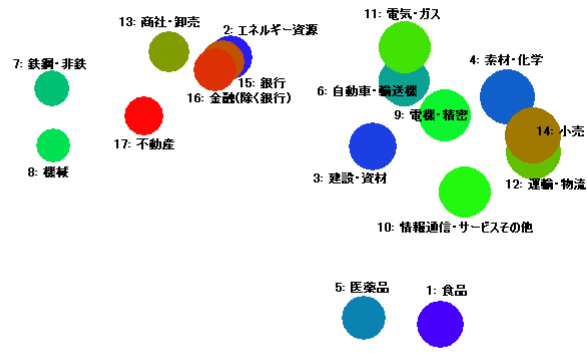 11: 電気・ガス
13: 商社・卸売
2: エネルギー資源
7: 鉄鋼・非鉄
4: 素材・化学
15: 銀行
6: 自動車・輸送機
16: 金融(除く銀行)
9: 電機・精密
14: 小売
17: 不動産
8: 機械
3: 建設・資材
12: 運輸・物流
10: 情報通信・サービスその他
5: 医薬品
1: 食品